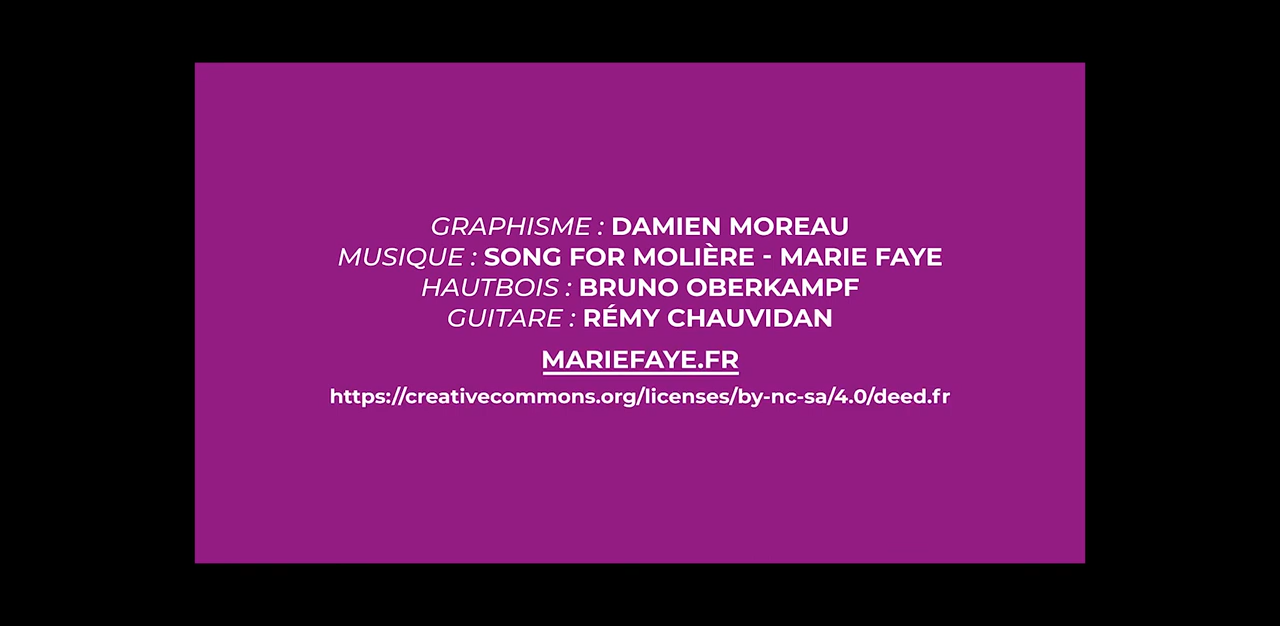 GRAPHISME : DAMIEN MOREAU
MUSIQUE : SONG FOR MOLIÈRE - MARIE FAYE
HAUTBOIS : BRUNO OBERKAMPF
GUITARE : RÉMY CHAUVIDAN
MARIEFAYE.FR
https://creativecommons.org/licenses/by-nc-sa/4.0/deed.fr